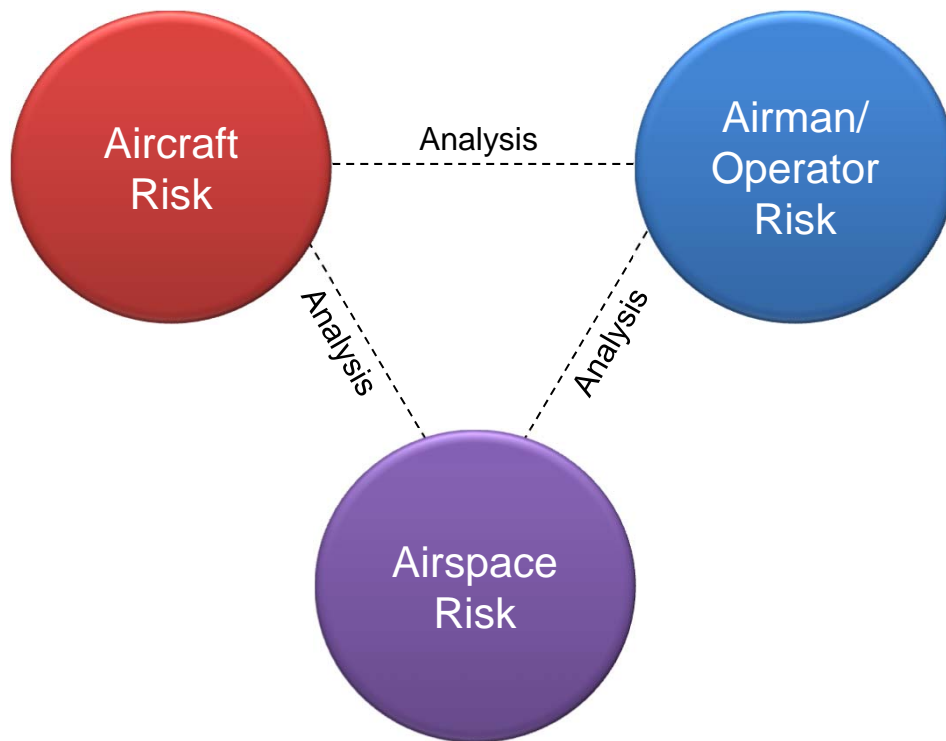 Aircraft
Risk
Analysis
Airman/
Operator
Risk
Analysis
Analysis
Airspace
Risk